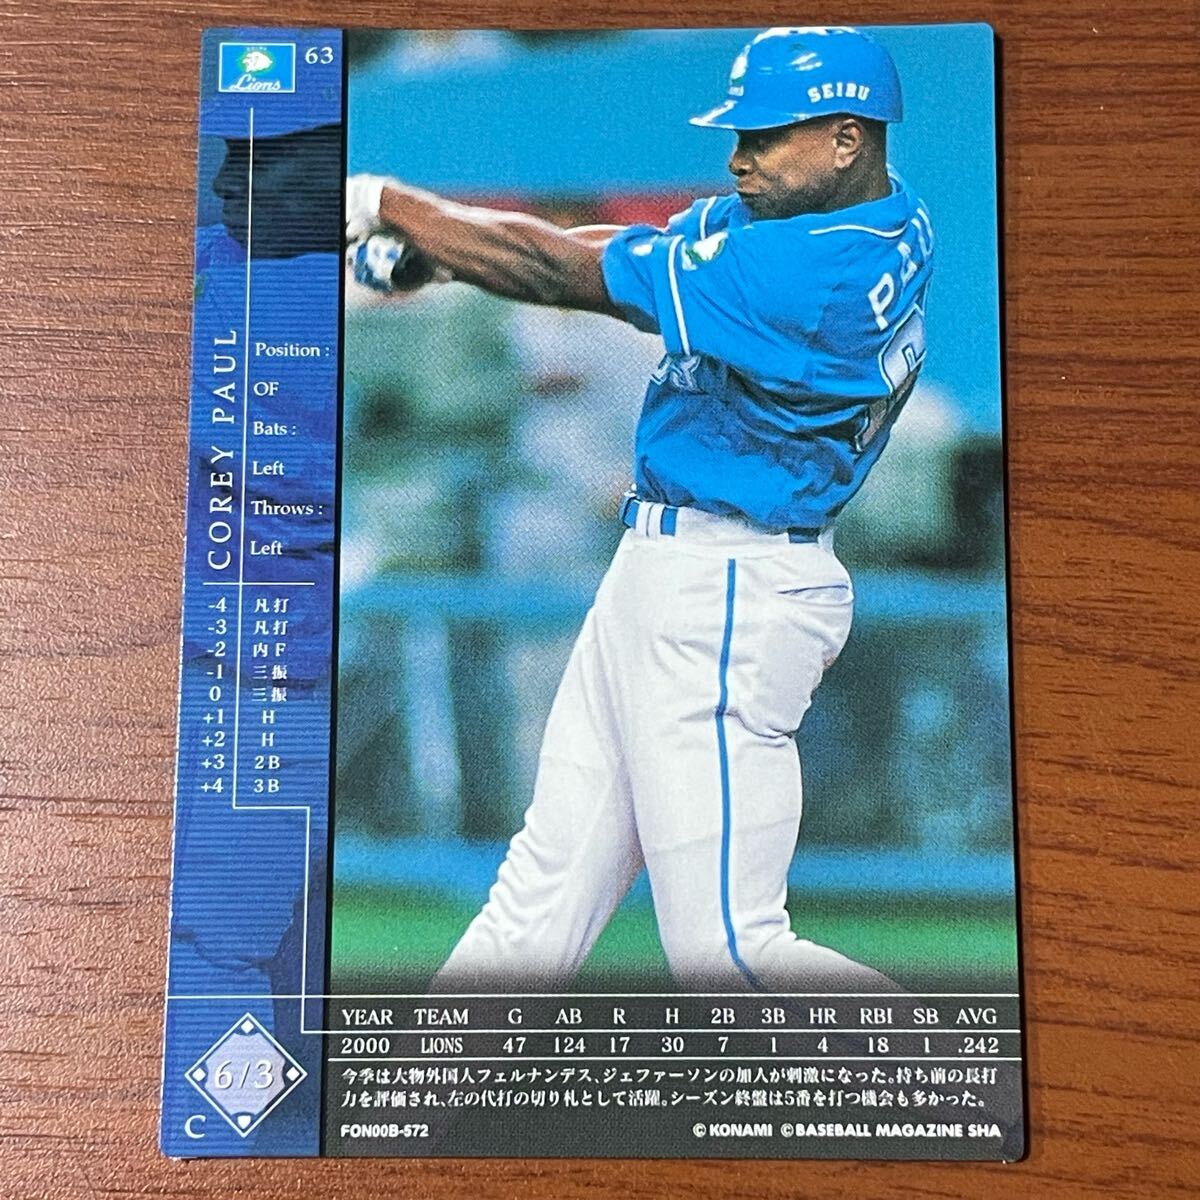 SEIBU
Lions
63
SEIBU
COREY PAUL
Position :
OF
Bats :
Left
Throws :
Left
-4 凡打
-3 凡打
-2 内F
-1 三振
0 三振
+1 H
+2 H
+3 2B
+4 3B
6/3
C
YEAR TEAM G AB R H 2B 3B HR RBI SB AVG
2000 LIONS 47 124 17 30 7 1 4 18 1 .242
今季は大物外国人フェルナンデス、ジェファーソンの加入が刺激になった。持ち前の長打
力を評価され、左の代打の切り札として活躍。シーズン終盤は5番を打つ機会も多かった。
FON00B-572
©KONAMI ©BASEBALL MAGAZINE SHA